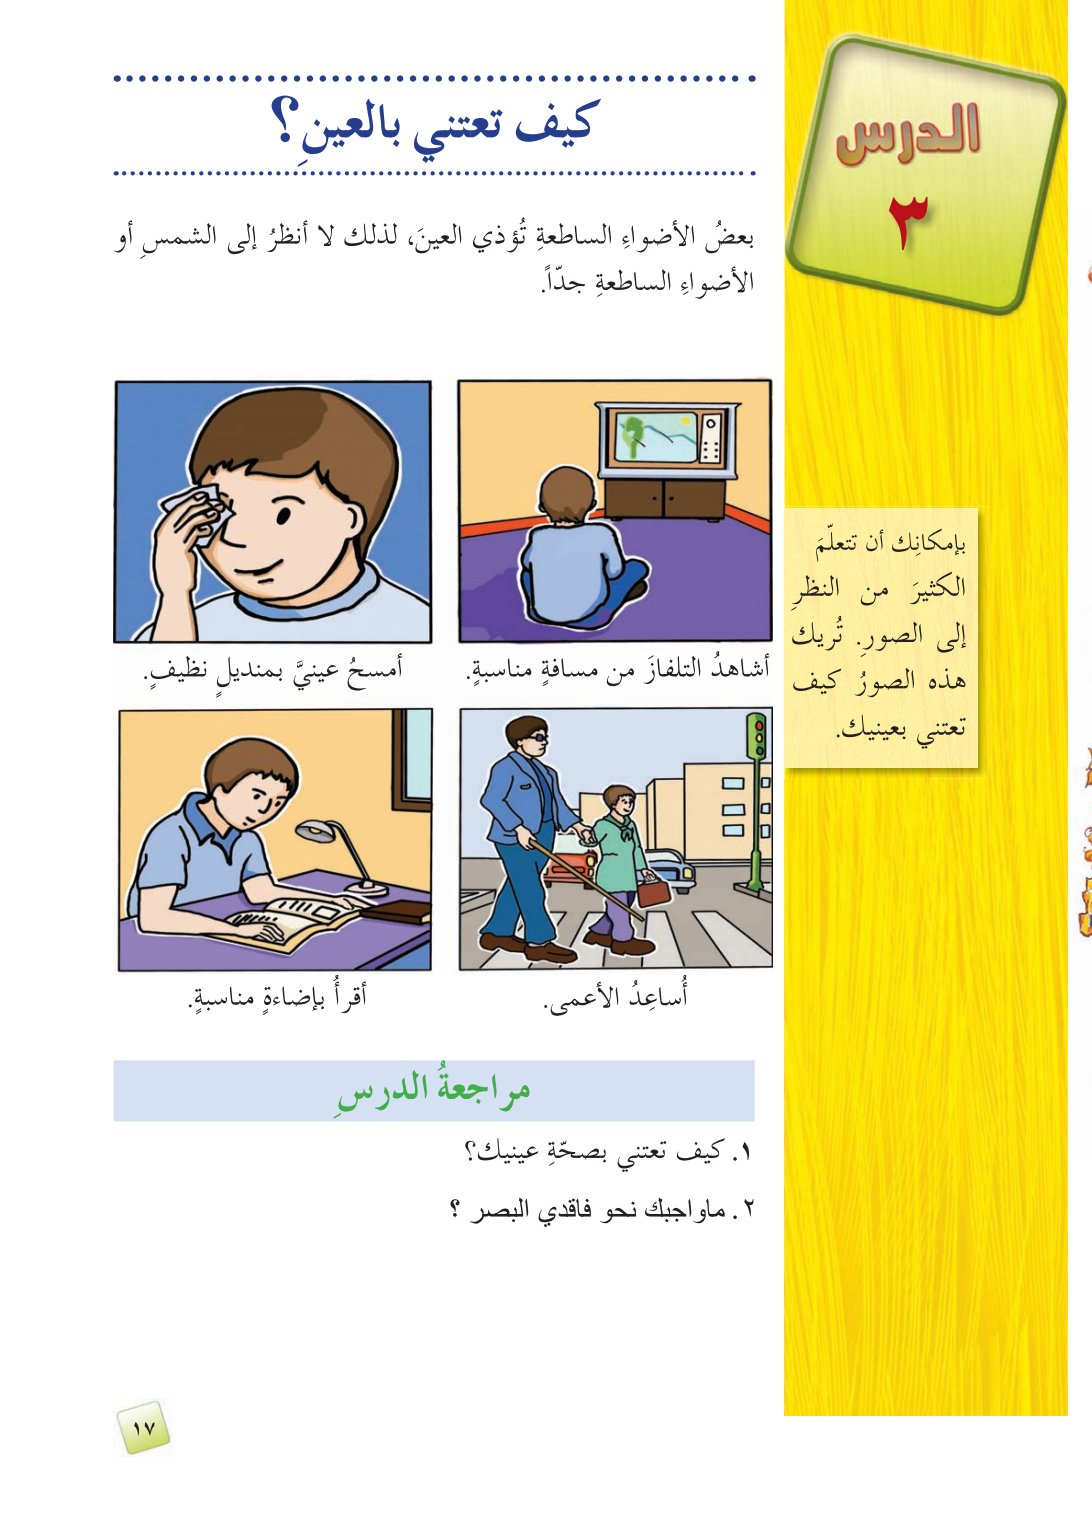 الدرس
٣
كيف تعتني بالعينِ؟
بعضُ الأضواءِ الساطعةِ تُؤذي العينَ، لذلك لا أنظرُ إلى الشمسِ أو
الأضواءِ الساطعةِ جدّاً.
بإمكانِك أن تتعلّمَ
الكثيرَ من النظرِ
إلى الصورِ. تُريك
هذه الصورُ كيف
تعتني بعينيك.
أشاهدُ التلفازَ من مسافةٍ مناسبةٍ.
أمسحُ عينيَّ بمنديلٍ نظيفٍ.
أُساعِدُ الأعمى.
أقرأُ بإضاءةٍ مناسبةٍ.
مراجعةُ الدرسِ
١. كيف تعتني بصحّةِ عينيك؟
٢. ماواجبك نحو فاقدي البصر ؟
١٧